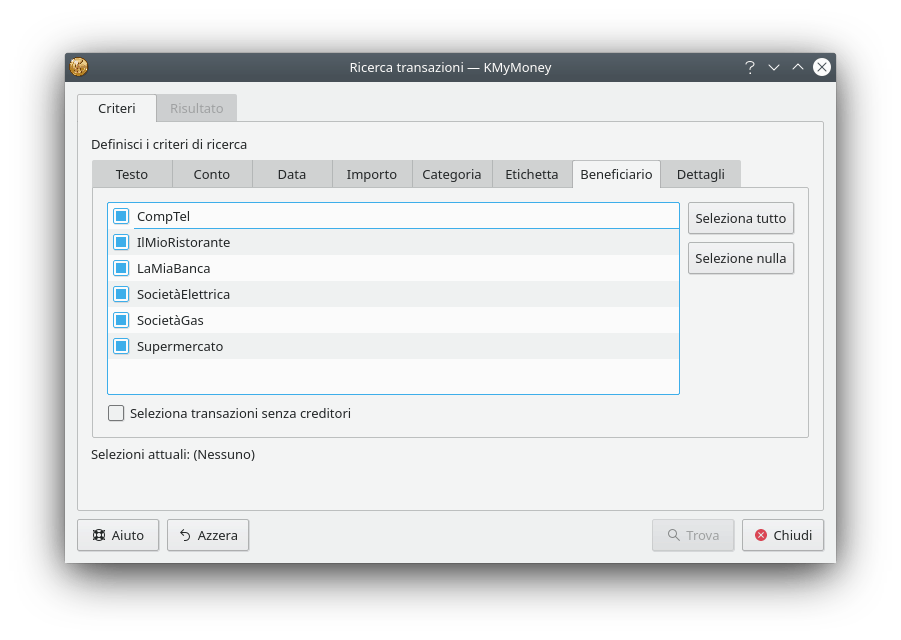 Ricerca transazioni — KMyMoney
Criteri Risultato
Definisci i criteri di ricerca
Testo Conto Data Importo Categoria Etichetta Beneficiario Dettagli
CompTel
IlMioRistorante
LaMiaBanca
SocietàElettrica
SocietàGas
Supermercato
Seleziona tutto
Selezione nulla
Seleziona transazioni senza creditori
Selezioni attuali: (Nessuno)
Aiuto Azzera Trova Chiudi